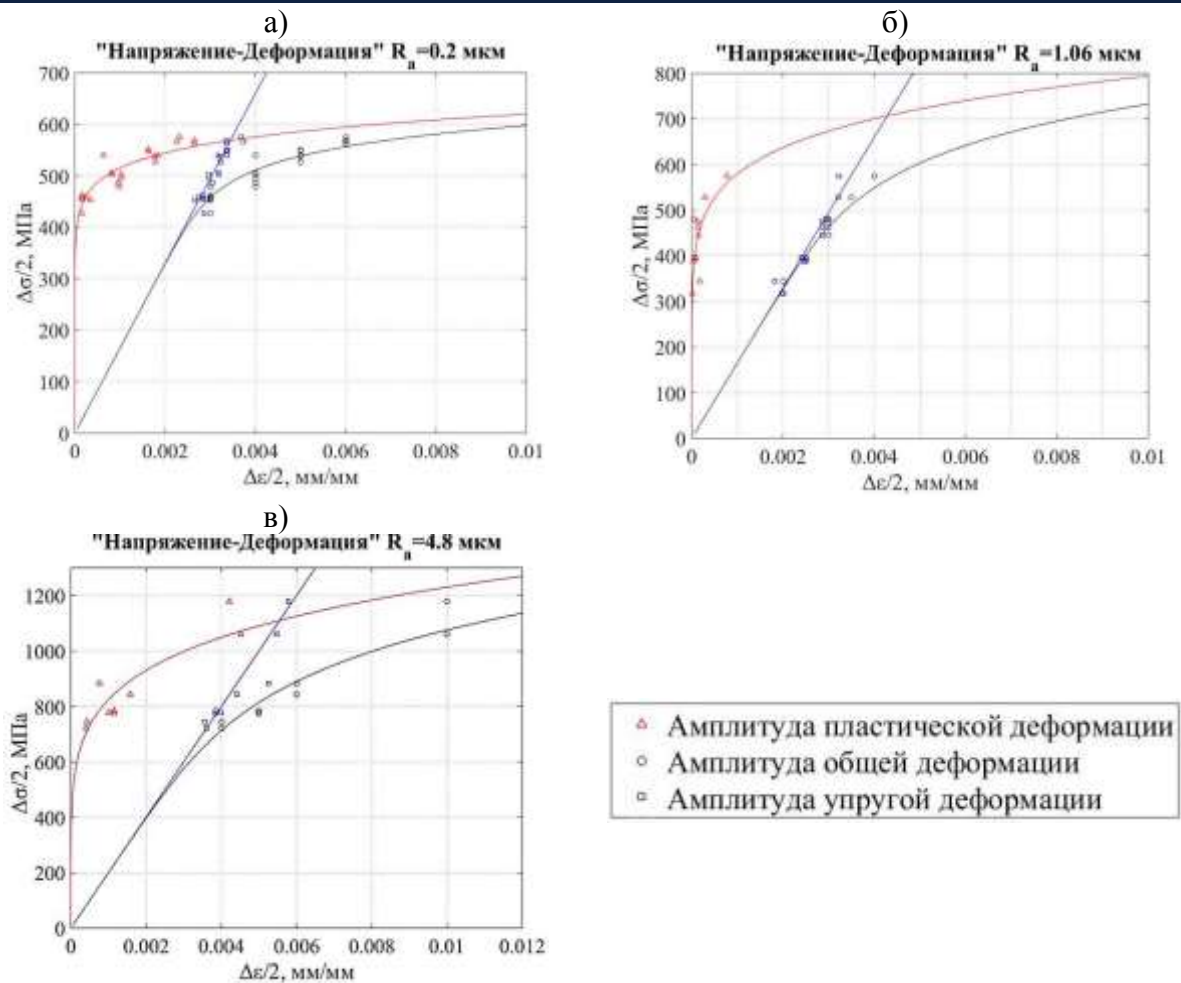 а)
"Напряжение-Деформация" Ra=0.2 мкм
700
600
500
400
300
200
100
0
Δσ/2, МПа
0 0.002 0.004 0.006 0.008 0.01
Δε/2, мм/мм
б)
"Напряжение-Деформация" Ra=1.06 мкм
800
700
600
500
400
300
200
100
0
Δσ/2, МПа
0 0.002 0.004 0.006 0.008 0.01
Δε/2, мм/мм
в)
"Напряжение-Деформация" Ra=4.8 мкм
1200
1000
800
600
400
200
0
Δσ/2, МПа
0 0.002 0.004 0.006 0.008 0.01 0.012
Δε/2, мм/мм
Амплитуда пластической деформации
Амплитуда общей деформации
Амплитуда упругой деформации